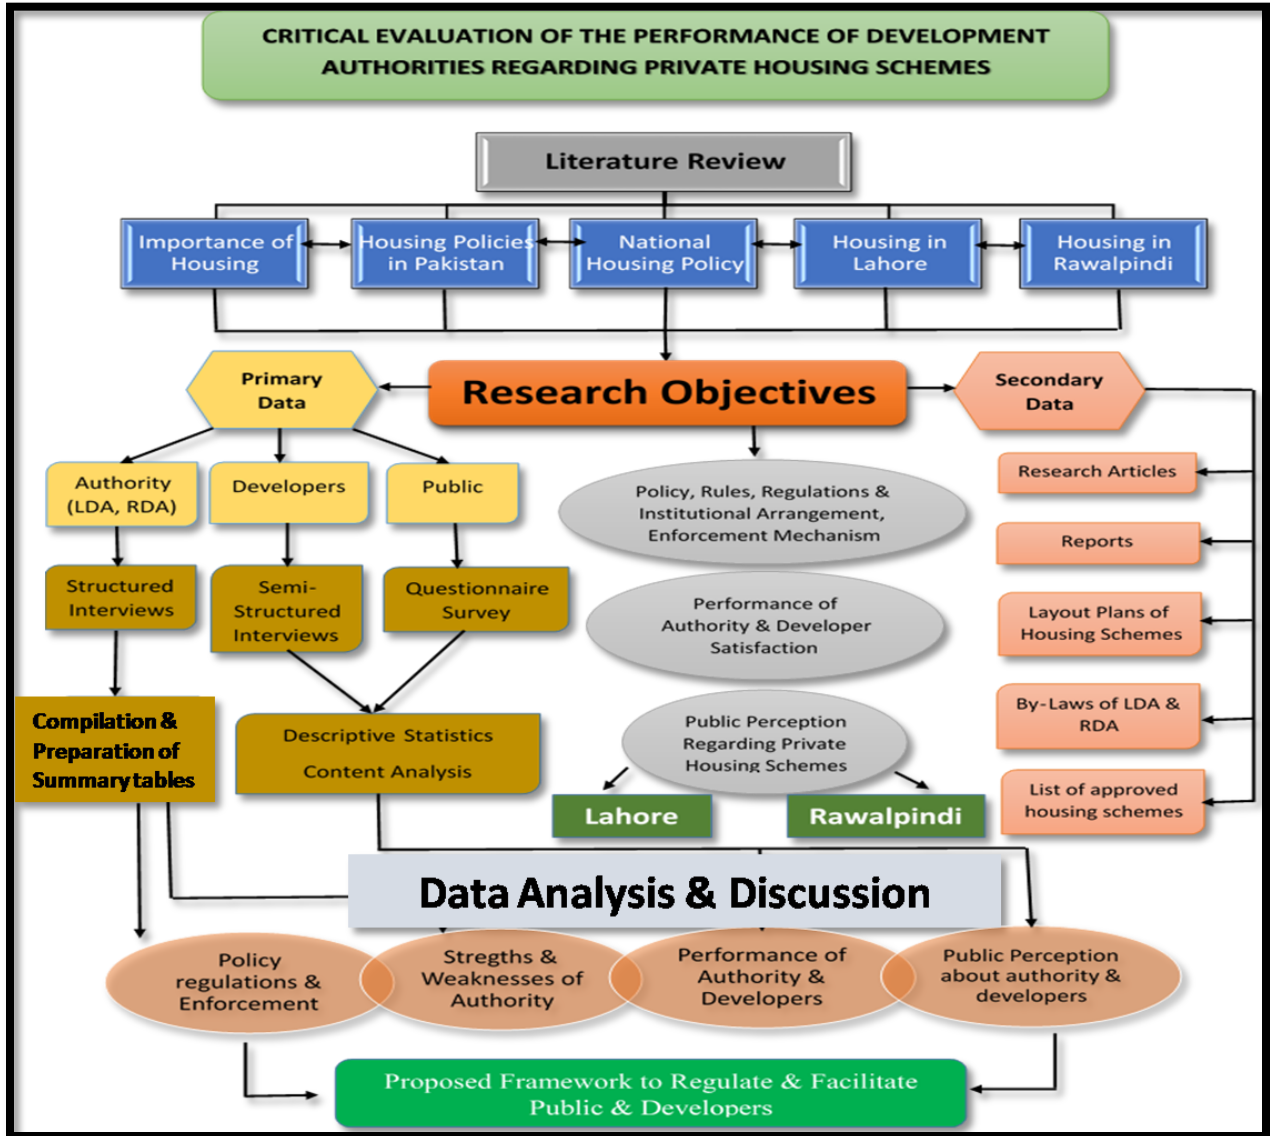 CRITICAL EVALUATION OF THE PERFORMANCE OF DEVELOPMENT
AUTHORITIES REGARDING PRIVATE HOUSING SCHEMES
Literature Review
Importance of
Housing
Housing Policies
in Pakistan
National
Housing Policy
Housing in
Lahore
Housing in
Rawalpindi
Primary
Data
Research Objectives
Secondary
Data
Authority
(LDA, RDA)
Developers
Public
Structured
Interviews
Semi-
Structured
Interviews
Questionnaire
Survey
Compilation &
Preparation of
Summary tables
Descriptive Statistics
Content Analysis
Policy, Rules, Regulations &
Institutional Arrangement,
Enforcement Mechanism
Performance of
Authority & Developer
Satisfaction
Public Perception
Regarding Private
Housing Schemes
Lahore
Rawalpindi
Research Articles
Reports
Layout Plans of
Housing Schemes
By-Laws of LDA &
RDA
List of approved
housing schemes
Data Analysis & Discussion
Policy
regulations &
Enforcement
Stregths &
Weaknesses of
Authority
Performance of
Authority &
Developers
Public Perception
about authority &
developers
Proposed Framework to Regulate & Facilitate
Public & Developers